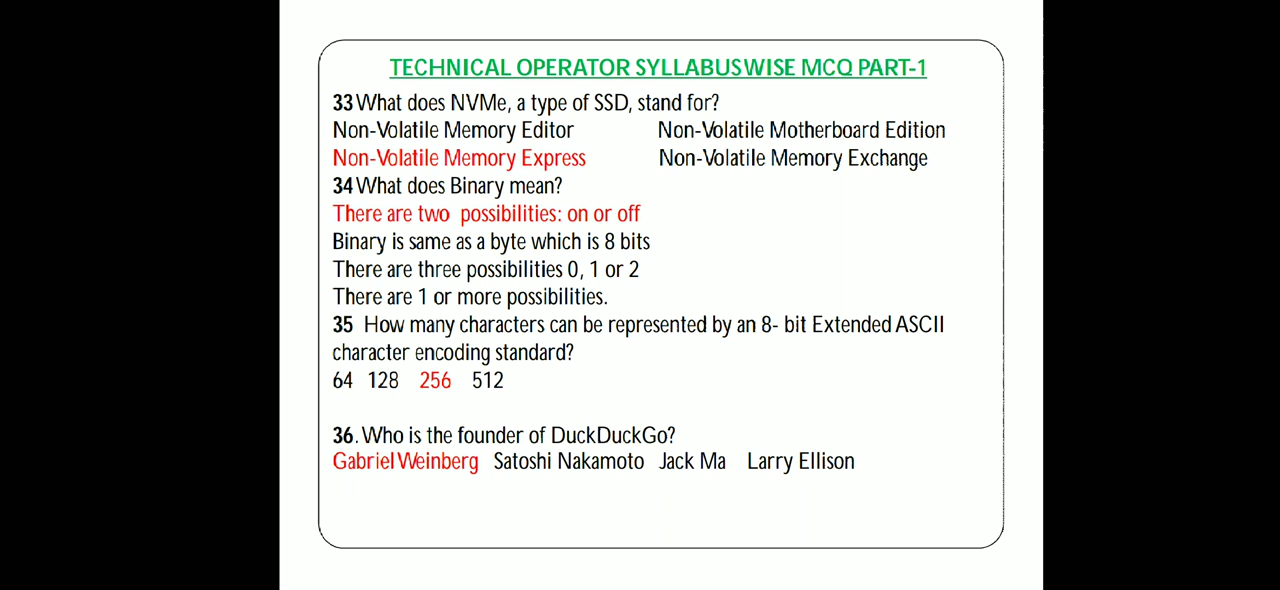 TECHNICAL OPERATOR SYLLABUSWISE MCQ PART-1
33 What does NVMe, a type of SSD, stand for?
Non-Volatile Memory Editor Non-Volatile Motherboard Edition
Non-Volatile Memory Express Non-Volatile Memory Exchange
34 What does Binary mean?
There are two possibilities: on or off
Binary is same as a byte which is 8 bits
There are three possibilities 0, 1 or 2
There are 1 or more possibilities.
35 How many characters can be represented by an 8- bit Extended ASCII
character encoding standard?
64 128 256 512
36. Who is the founder of DuckDuckGo?
Gabriel Weinberg Satoshi Nakamoto Jack Ma Larry Ellison